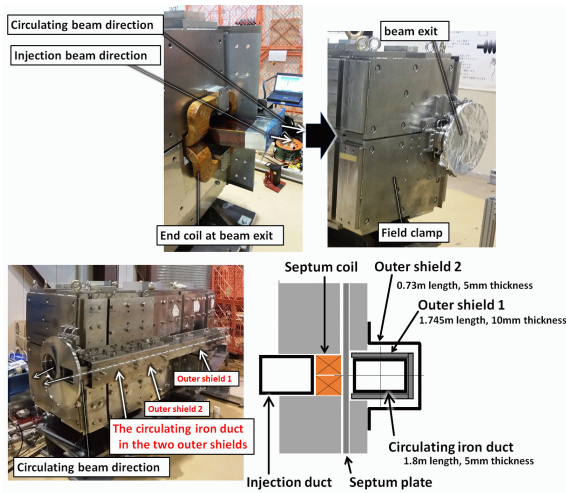 Circulating beam direction
Injection beam direction
End coil at beam exit
beam exit
Field clamp
Outer shield 1
Outer shield 2
The circulating iron duct
in the two outer shields
Circulating beam direction
Septum coil
Outer shield 2
0.73m length, 5mm thickness
Outer shield 1
1.745m length, 10mm thickness
Circulating iron duct
1.8m length, 5mm thickness
Injection duct
Septum plate